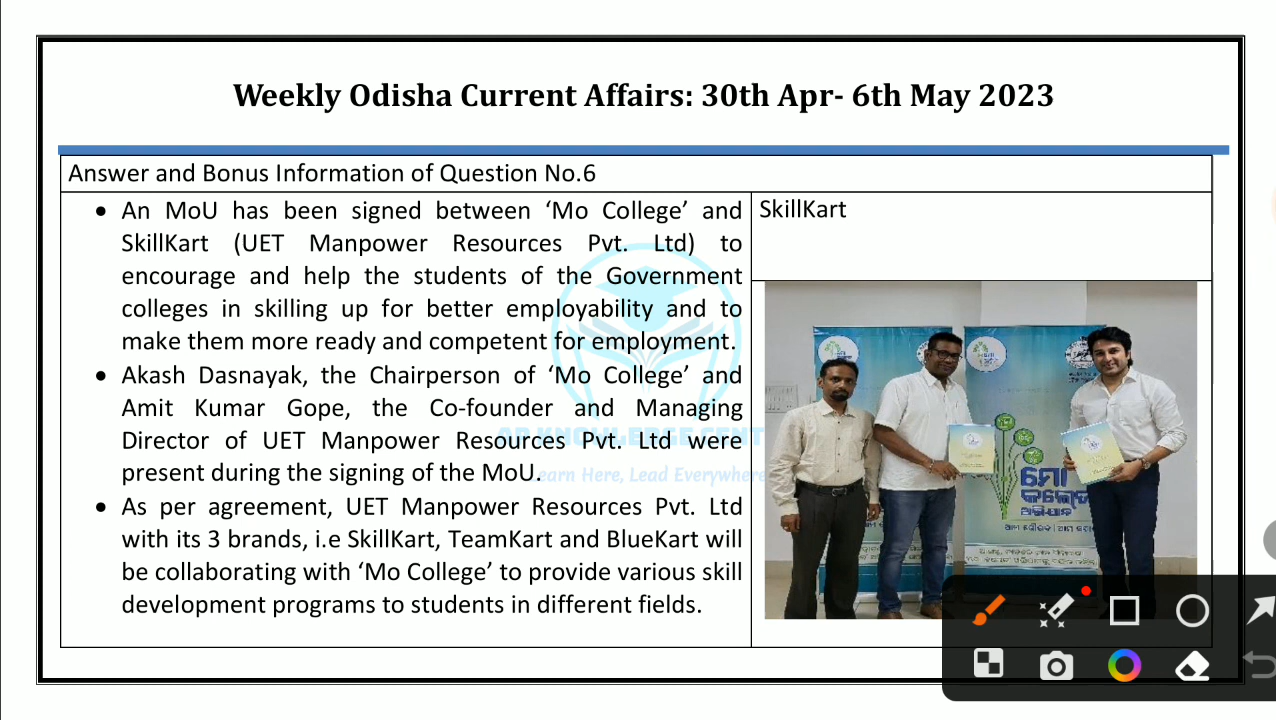 Weekly Odisha Current Affairs: 30th Apr- 6th May 2023
Answer and Bonus Information of Question No.6
• An MoU has been signed between ‘Mo College’ and
SkillKart (UET Manpower Resources Pvt. Ltd) to
encourage and help the students of the Government
colleges in skilling up for better employability and to
make them more ready and competent for employment.
• Akash Dasnayak, the Chairperson of ‘Mo College’ and
Amit Kumar Gope, the Co-founder and Managing
Director of UET Manpower Resources Pvt. Ltd were
present during the signing of the MoU.
• As per agreement, UET Manpower Resources Pvt. Ltd
with its 3 brands, i.e SkillKart, TeamKart and BlueKart will
be collaborating with ‘Mo College’ to provide various skill
development programs to students in different fields.
SkillKart
ମୋ
କଲେଜ
ଅଭିଯାନ
Learn Here, Lead Everywhere